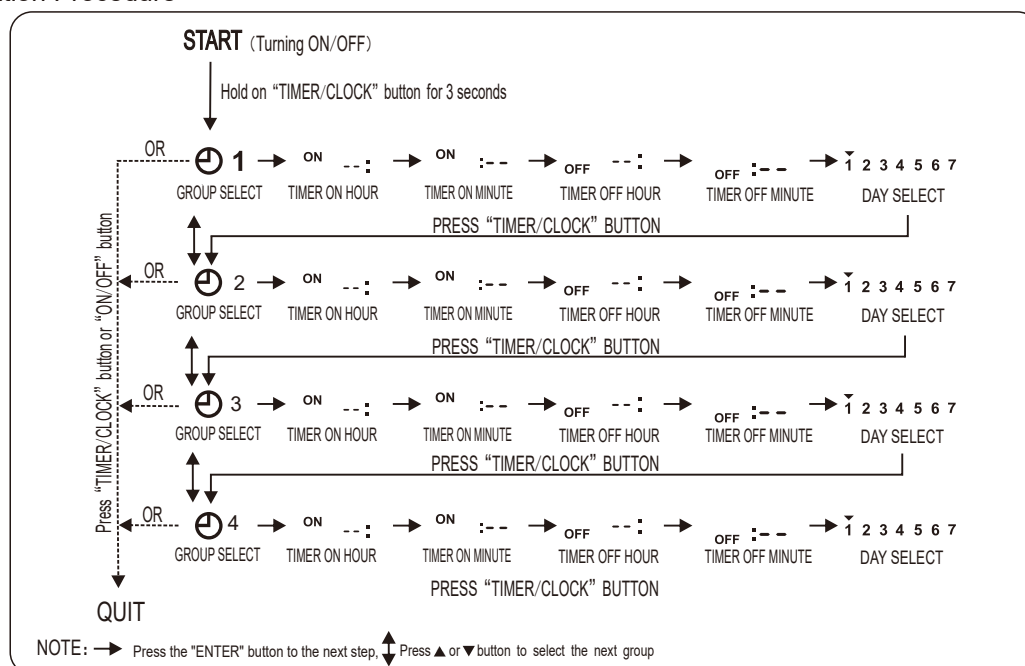 START (Turning ON/OFF)
Hold on “TIMER/CLOCK” button for 3 seconds
OR 1 ON --: ON :-- OFF --: OFF :-- 1 2 3 4 5 6 7
GROUP SELECT TIMER ON HOUR TIMER ON MINUTE TIMER OFF HOUR TIMER OFF MINUTE DAY SELECT
PRESS “TIMER/CLOCK” BUTTON
OR 2 ON --: ON :-- OFF --: OFF :-- 1 2 3 4 5 6 7
GROUP SELECT TIMER ON HOUR TIMER ON MINUTE TIMER OFF HOUR TIMER OFF MINUTE DAY SELECT
PRESS “TIMER/CLOCK” BUTTON
OR 3 ON --: ON :-- OFF --: OFF :-- 1 2 3 4 5 6 7
GROUP SELECT TIMER ON HOUR TIMER ON MINUTE TIMER OFF HOUR TIMER OFF MINUTE DAY SELECT
PRESS “TIMER/CLOCK” BUTTON
OR 4 ON --: ON :-- OFF --: OFF :-- 1 2 3 4 5 6 7
GROUP SELECT TIMER ON HOUR TIMER ON MINUTE TIMER OFF HOUR TIMER OFF MINUTE DAY SELECT
PRESS “TIMER/CLOCK” BUTTON
Press “TIMER/CLOCK” button or “ON/OFF” button
QUIT
NOTE: → Press the "ENTER" button to the next step, ↕ Press ▲ or ▼ button to select the next group